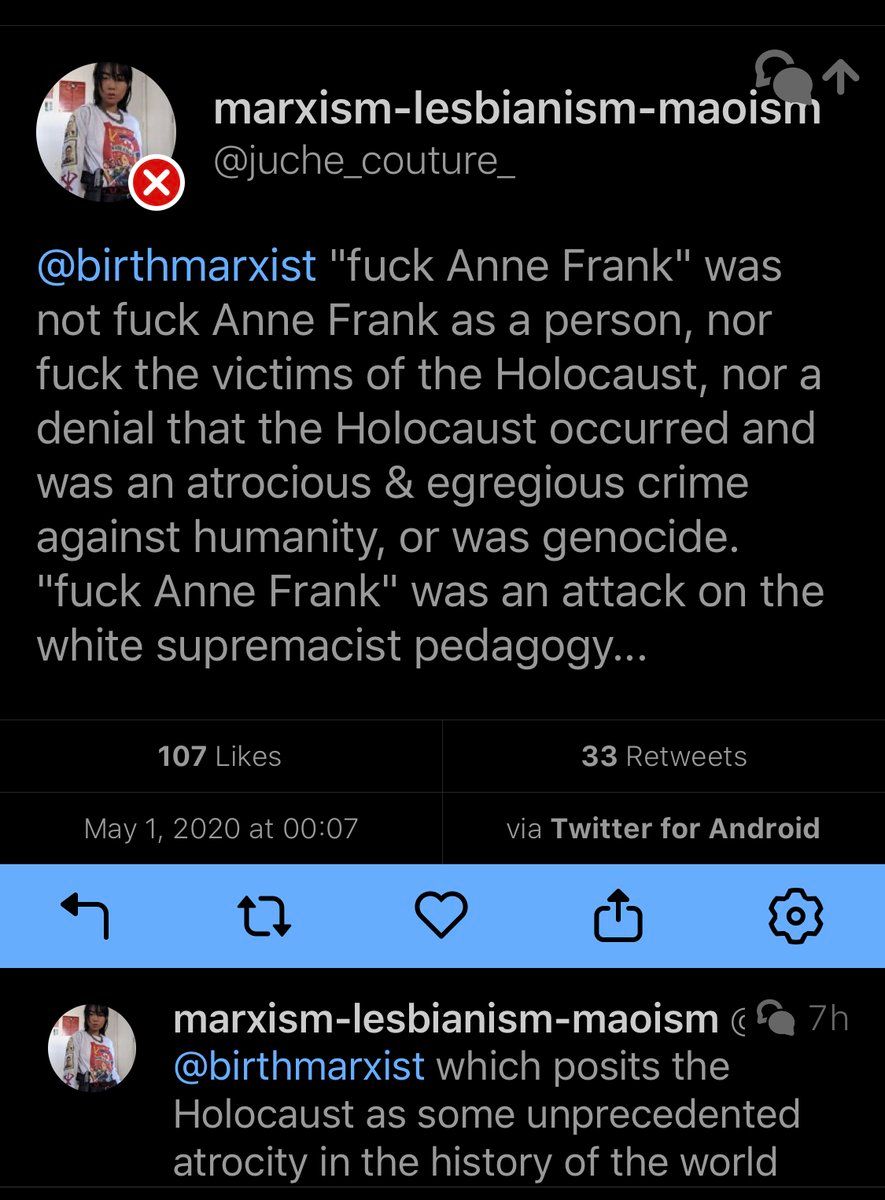 marxism-lesbianism-maoism
@juche_couture_
@birthmarxist "fuck Anne Frank" was
not fuck Anne Frank as a person, nor
fuck the victims of the Holocaust, nor a
denial that the Holocaust occurred and
was an atrocious & egregious crime
against humanity, or was genocide.
"fuck Anne Frank" was an attack on the
white supremacist pedagogy...
107 Likes
33 Retweets
May 1, 2020 at 00:07
via Twitter for Android
marxism-lesbianism-maoism @ 7h
@birthmarxist which posits the
Holocaust as some unprecedented
atrocity in the history of the world